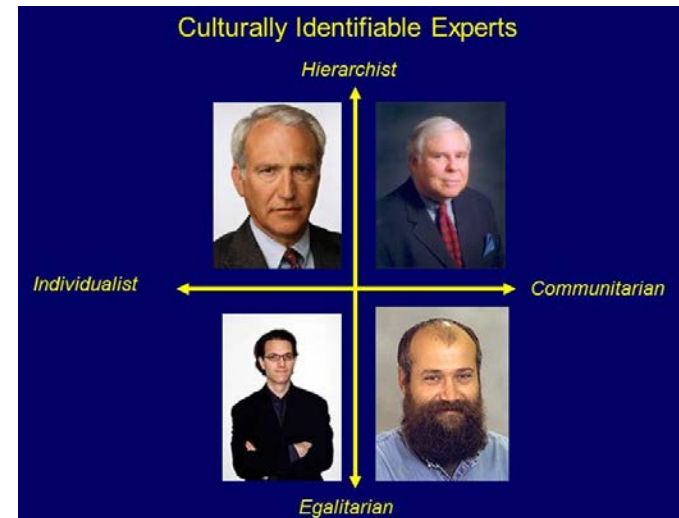 Culturally Identifiable Experts
Hierarchist
Individualist
Communitarian
Egalitarian